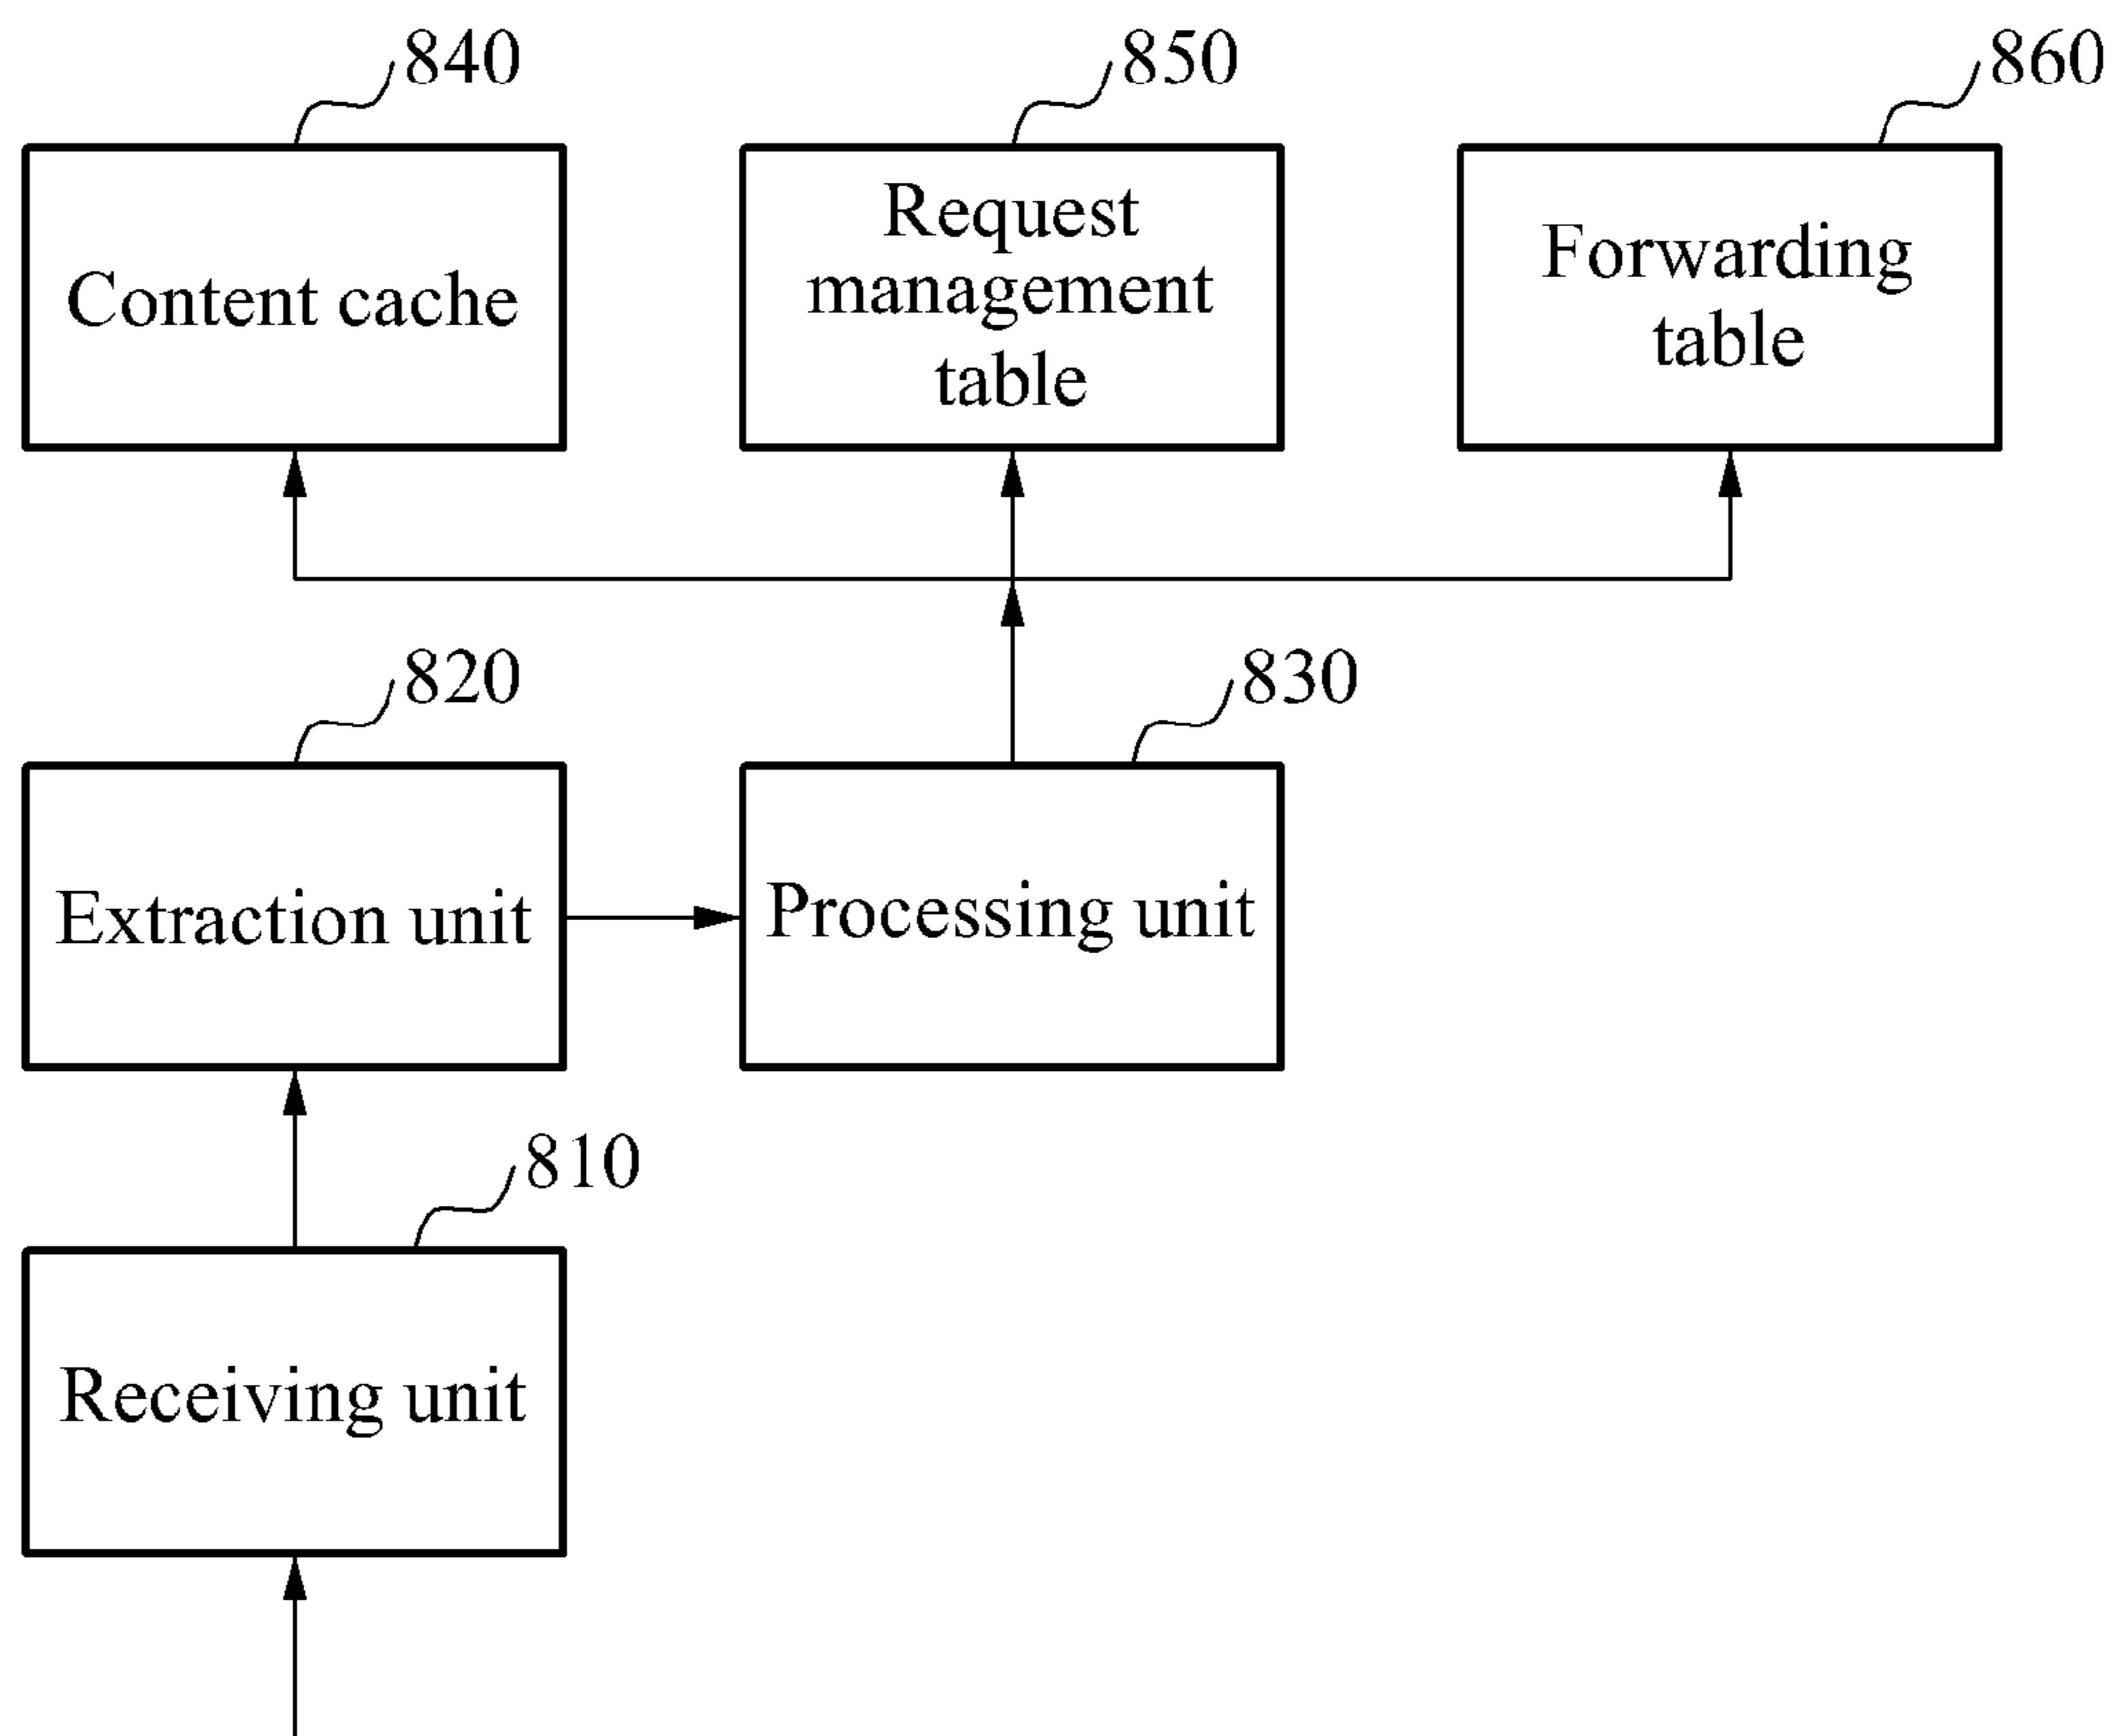 840
850
860
Content cache
Request
management
table
Forwarding
table
820
830
Extraction unit
Processing unit
810
Receiving unit